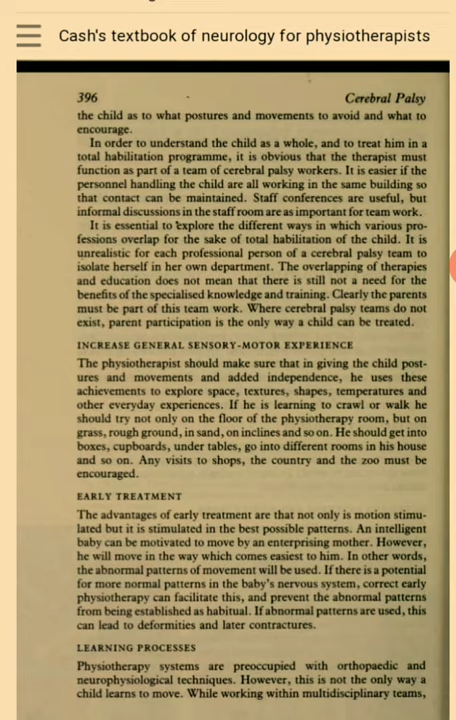 Cash's textbook of neurology for physiotherapists
396 Cerebral Palsy
the child as to what postures and movements to avoid and what to
encourage.
In order to understand the child as a whole, and to treat him in a
total habilitation programme, it is obvious that the therapist must
function as part of a team of cerebral palsy workers. It is easier if the
personnel handling the child are all working in the same building so
that contact can be maintained. Staff conferences are useful, but
informal discussions in the staff room are as important for team work.
It is essential to explore the different ways in which various pro-
fessions overlap for the sake of total habilitation of the child. It is
unrealistic for each professional person of a cerebral palsy team to
isolate herself in her own department. The overlapping of therapies
and education does not mean that there is still not a need for the
benefits of the specialised knowledge and training. Clearly the parents
must be part of this team work. Where cerebral palsy teams do not
exist, parent participation is the only way a child can be treated.
INCREASE GENERAL SENSORY-MOTOR EXPERIENCE
The physiotherapist should make sure that in giving the child post-
ures and movements and added independence, he uses these
achievements to explore space, textures, shapes, temperatures and
other everyday experiences. If he is learning to crawl or walk he
should try not only on the floor of the physiotherapy room, but on
grass, rough ground, in sand, on inclines and so on. He should get into
boxes, cupboards, under tables, go into different rooms in his house
and so on. Any visits to shops, the country and the zoo must be
encouraged.
EARLY TREATMENT
The advantages of early treatment are that not only is motion stimu-
lated but it is stimulated in the best possible patterns. An intelligent
baby can be motivated to move by an enterprising mother. However,
he will move in the way which comes easiest to him. In other words,
the abnormal patterns of movement will be used. If there is a potential
for more normal patterns in the baby's nervous system, correct early
physiotherapy can facilitate this, and prevent the abnormal patterns
from being established as habitual. If abnormal patterns are used, this
can lead to deformities and later contractures.
LEARNING PROCESSES
Physiotherapy systems are preoccupied with orthopaedic and
neurophysiological techniques. However, this is not the only way a
child learns to move. While working within multidisciplinary teams,